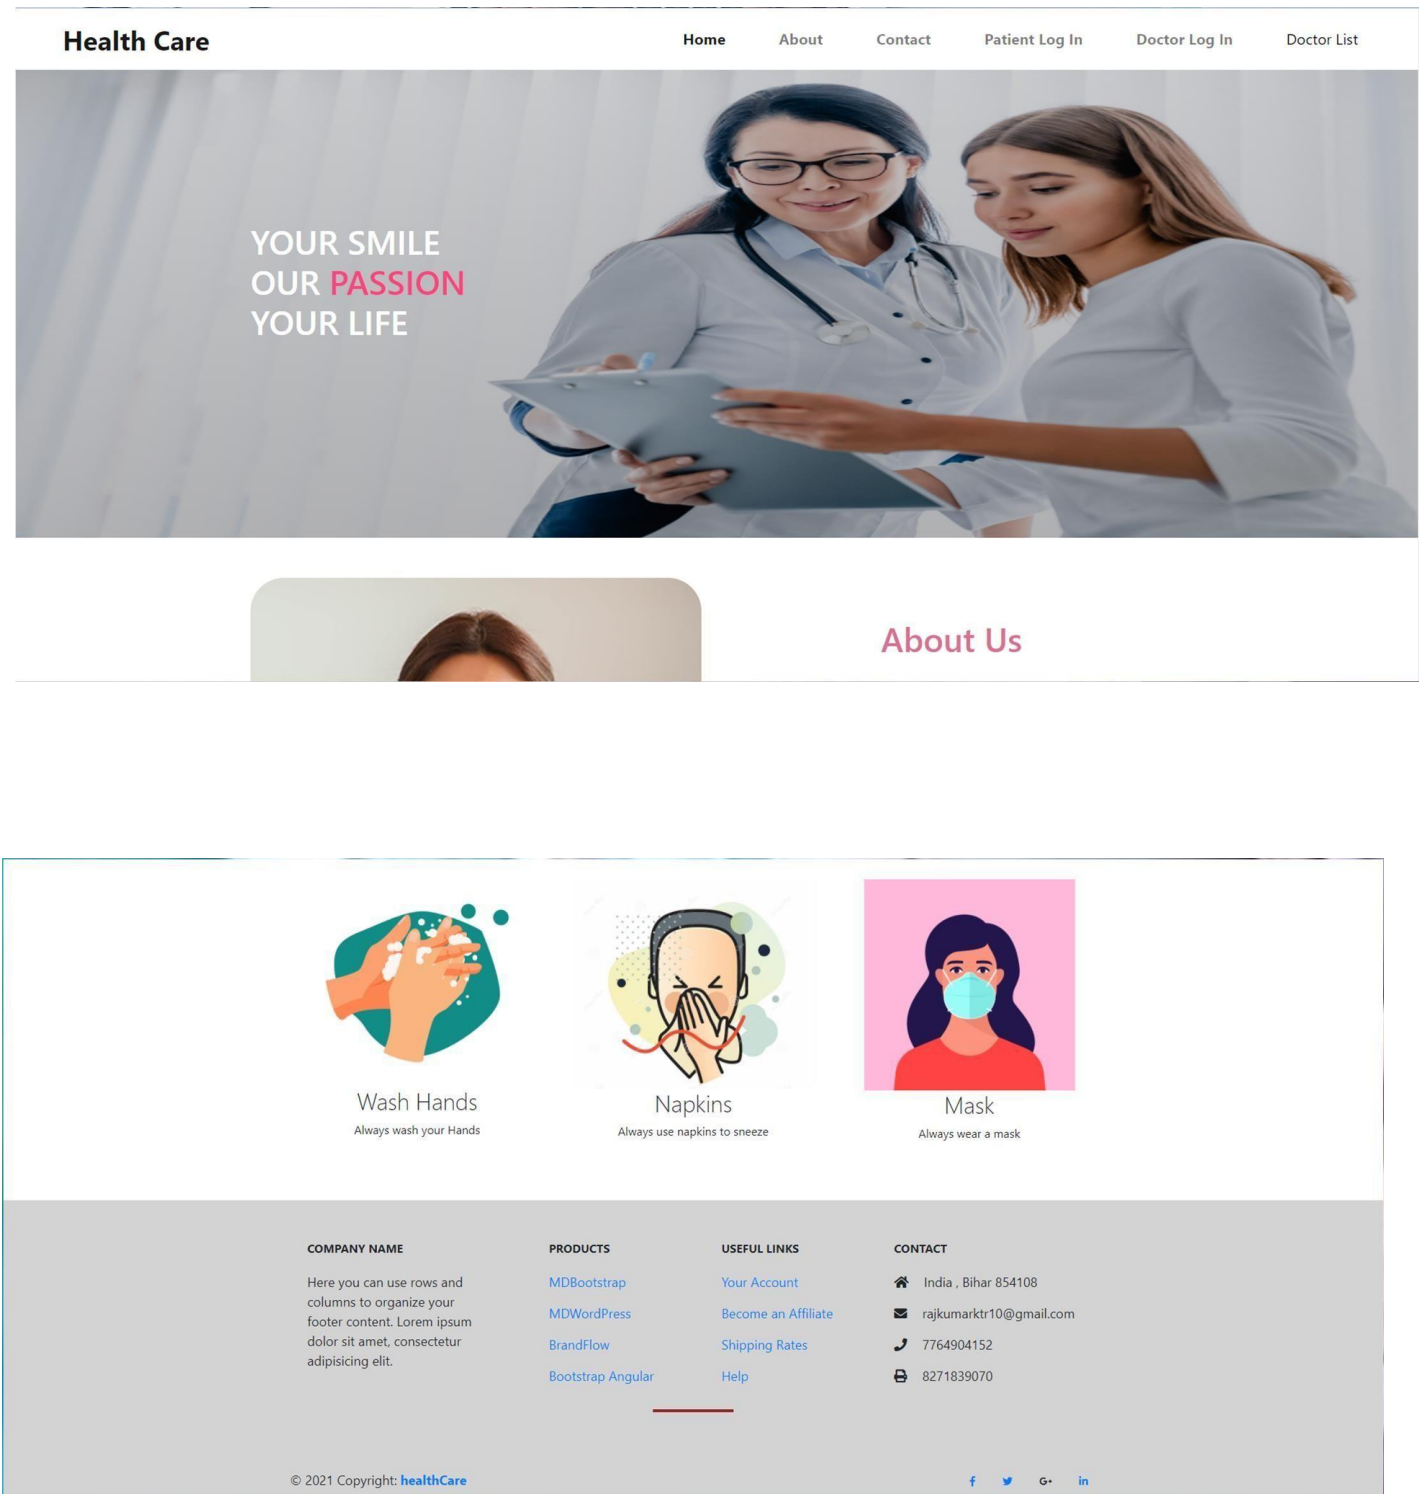 Health Care
Home About Contact Patient Log In Doctor Log In Doctor List
YOUR SMILE
OUR PASSION
YOUR LIFE
About Us
Wash Hands
Always wash your Hands
Napkins
Always use napkins to sneeze
Mask
Always wear a mask
COMPANY NAME
Here you can use rows and
columns to organize your
footer content. Lorem ipsum
dolor sit amet, consectetur
adipisicing elit.
PRODUCTS
MDBootstrap
MDWordPress
BrandFlow
Bootstrap Angular
USEFUL LINKS
Your Account
Become an Affiliate
Shipping Rates
Help
CONTACT
India , Bihar 854108
rajkumarktr10@gmail.com
7764904152
8271839070
© 2021 Copyright: healthCare
f G+ in